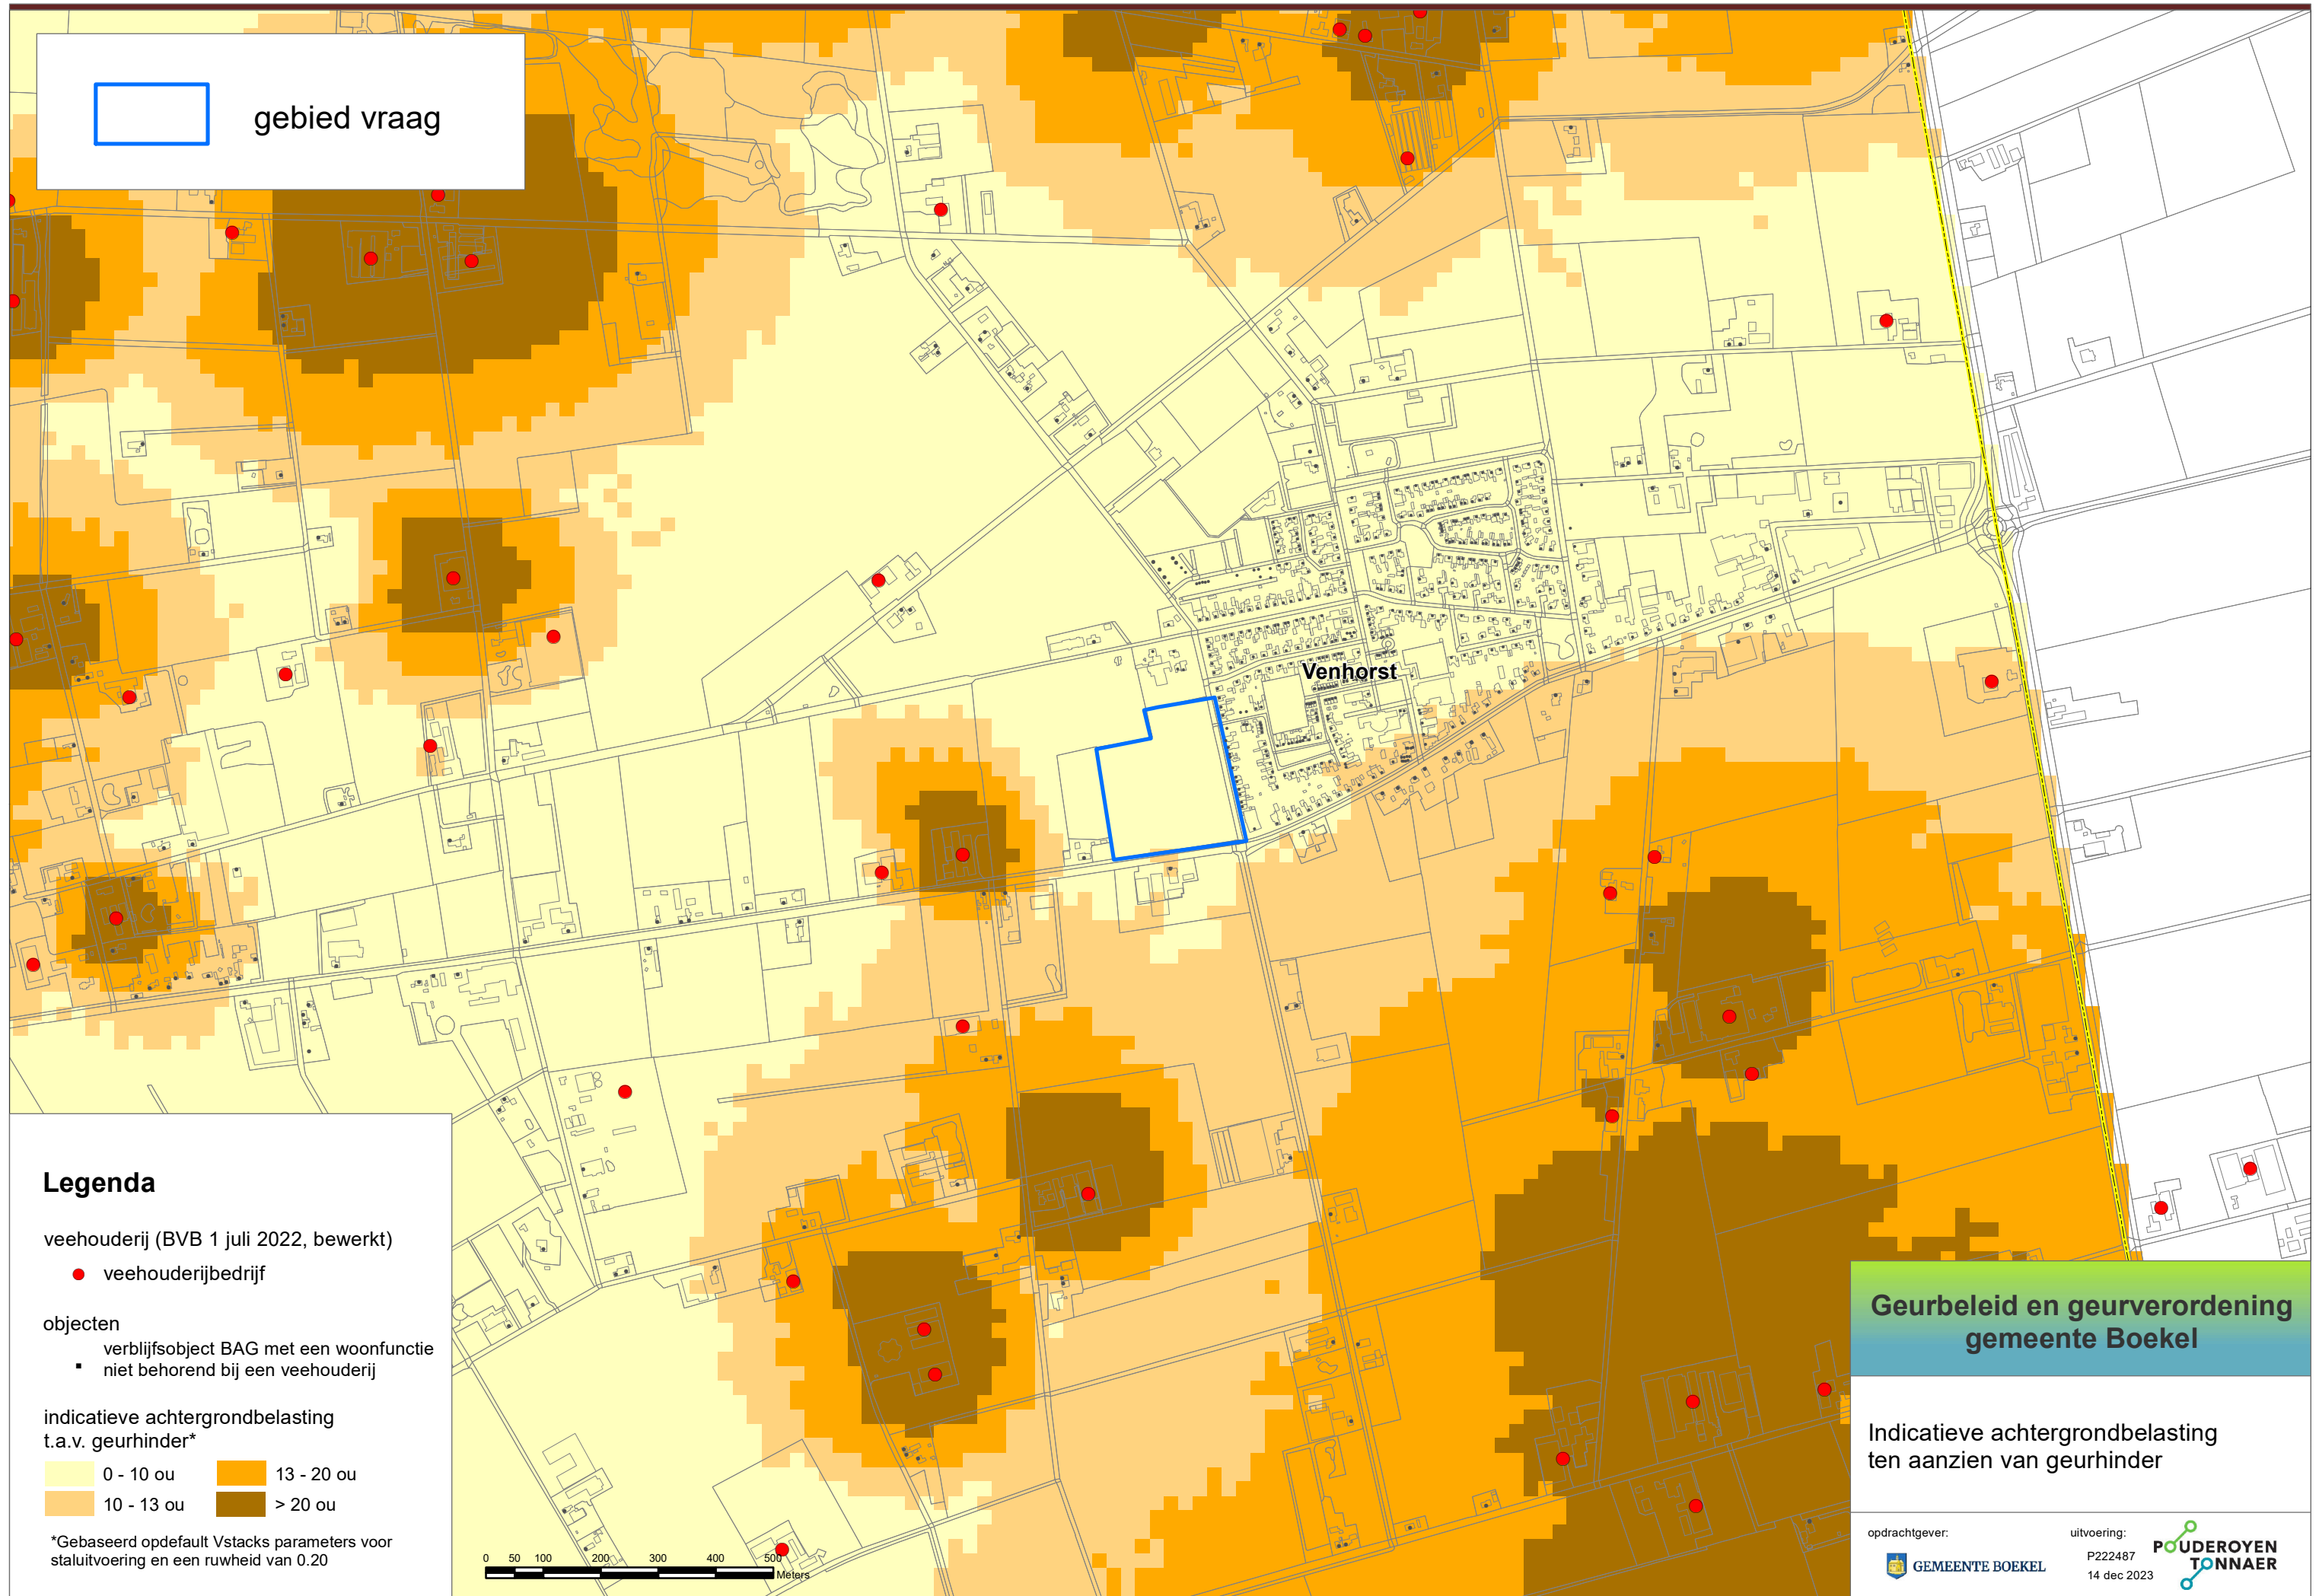 gebied vraag
Venhorst
Legenda
veehouderij (BVB 1 juli 2022, bewerkt)
veehouderijbedrijf
objecten
verblijfsobject BAG met een woonfunctie
niet behorend bij een veehouderij
indicatieve achtergrondbelasting
t.a.v. geurhinder*
0 - 10 ou
13 - 20 ou
10 - 13 ou
> 20 ou
*Gebaseerd opdefault Vstacks parameters voor
staluitvoering en een ruwheid van 0.20
0 50 100 200 300 400 500
Meters
Geurbeleid en geurverordening
gemeente Boekel
Indicatieve achtergrondbelasting
ten aanzien van geurhinder
opdrachtgever:
GEMEENTE BOEKEL
uitvoering:
P222487
14 dec 2023
POUDEROYEN
TONNAER